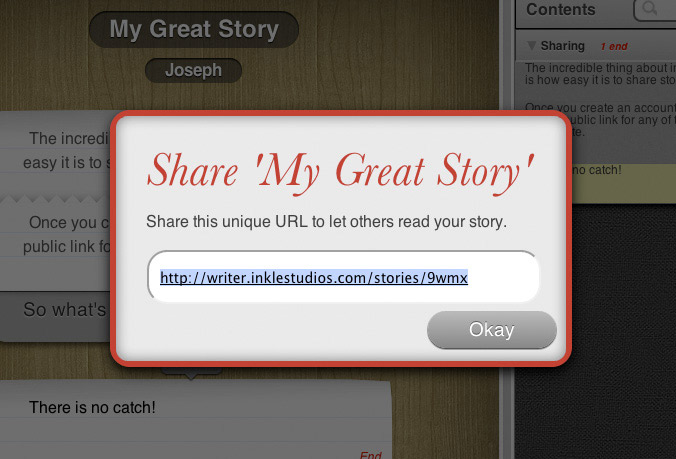 My Great Story
Joseph
Contents
Sharing 1 end
The incredible thing about in
is how easy it is to share sto
Once you create an account
public link for any of t
no catch!
The incredi
easy it is to s
Once you c
public link fo
So what's
There is no catch!
End
Share 'My Great Story'
Share this unique URL to let others read your story.
http://writer.inklestudios.com/stories/9wmx
Okay